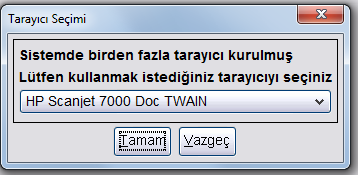 Tarayıcı Seçimi
Sistemde birden fazla tarayıcı kurulmuş
Lütfen kullanmak istediğiniz tarayıcıyı seçiniz
HP Scanjet 7000 Doc TWAIN
Tamam Vazgeç